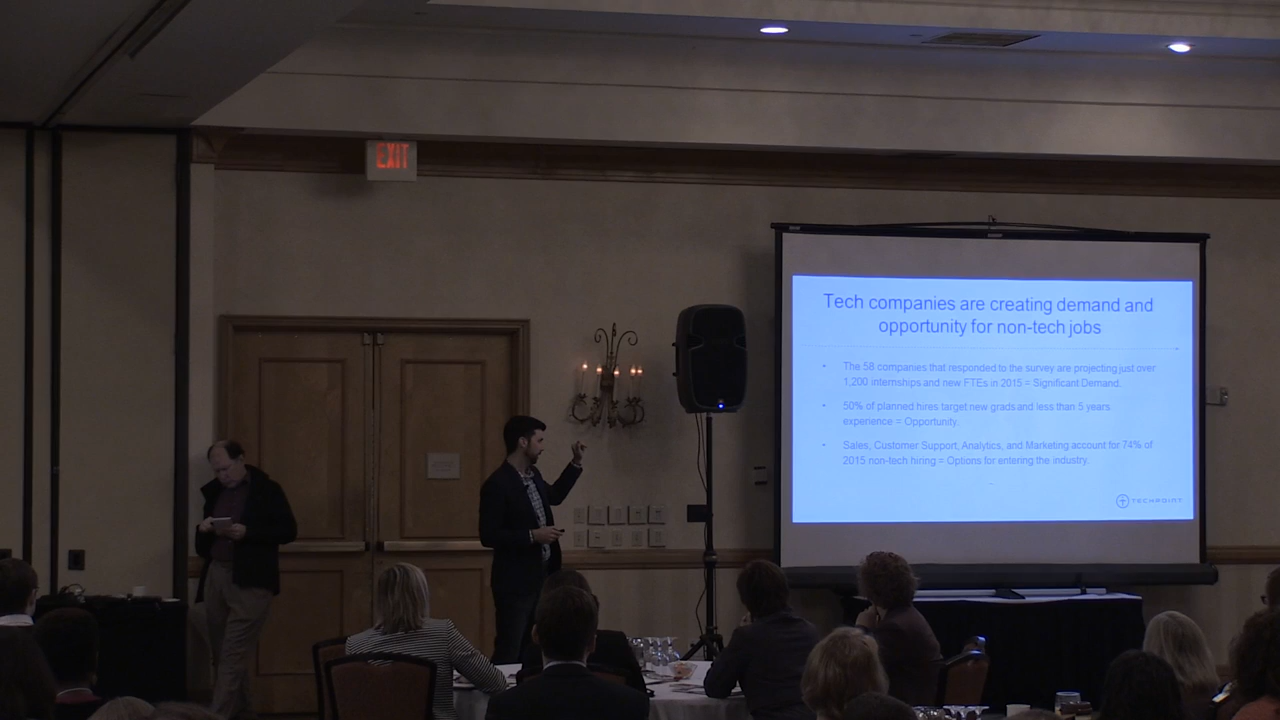 EXIT
Tech companies are creating demand and
opportunity for non-tech jobs
The 58 companies that responded to the survey are projecting just over
1,200 internships and new FTEs in 2015 = Significant Demand.
50% of planned hires target new grads and less than 5 years
experience = Opportunity.
Sales, Customer Support, Analytics, and Marketing account for 74% of
2015 non-tech hiring = Options for entering the industry.
TECHPOINT